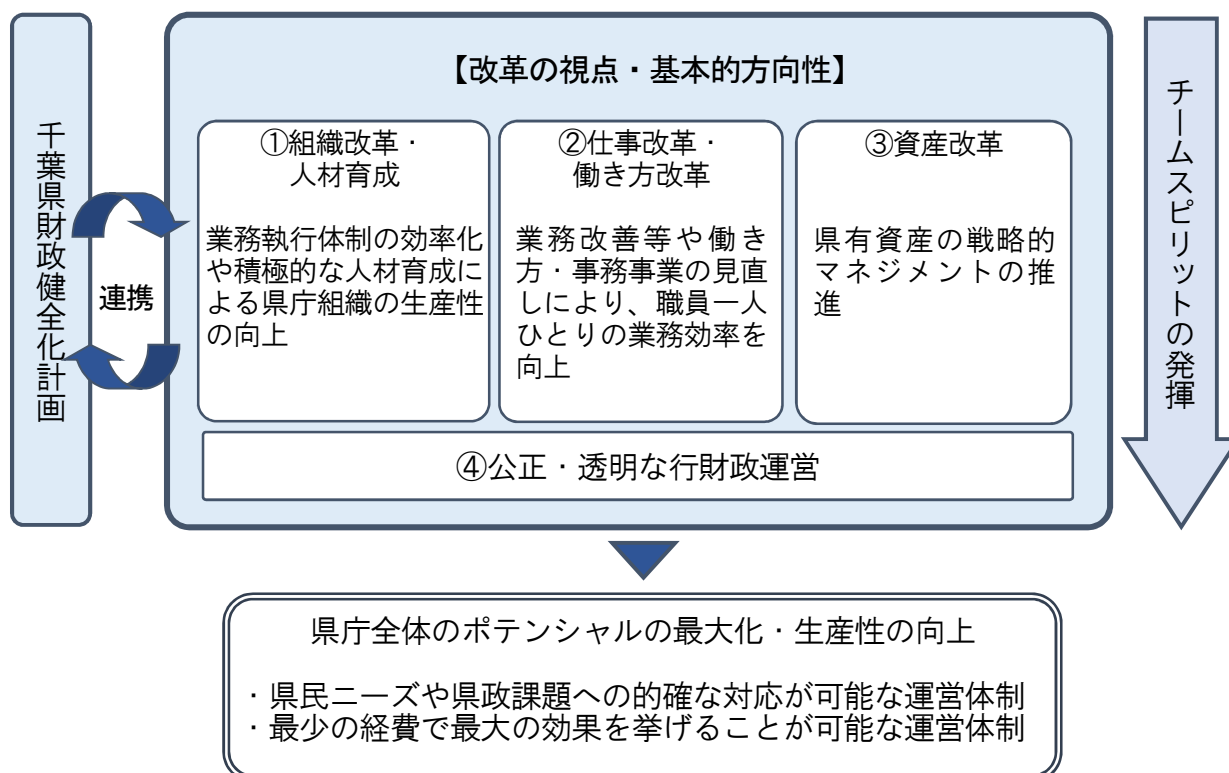 千葉県財政健全化計画
連携
【改革の視点・基本的方向性】
①組織改革・
人材育成
業務執行体制の効率化
や積極的な人材育成に
よる県庁組織の生産性
の向上
②仕事改革・
働き方改革
業務改善等や働き
方・事務事業の見
直しにより、職員一人
ひとりの業務効率を
向上
③資産改革
県有資産の戦略的
マネジメントの推
進
④公正・透明な行財政運営
チームスピリットの発揮
県庁全体のポテンシャルの最大化・生産性の向上
・県民ニーズや県政課題への的確な対応が可能な運営体制
・最少の経費で最大の効果を挙げることが可能な運営体制